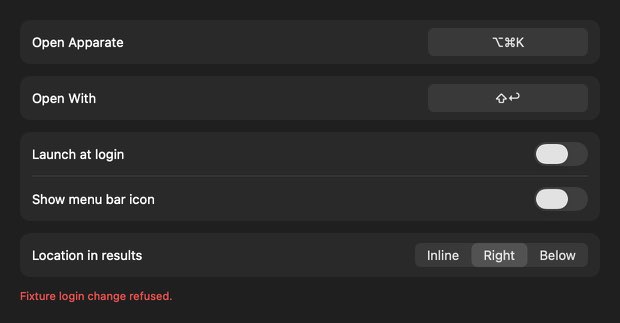 Open Apparate
⌥⌘K
Open With
⇧↩
Launch at login
Show menu bar icon
Location in results
Inline Right Below
Fixture login change refused.